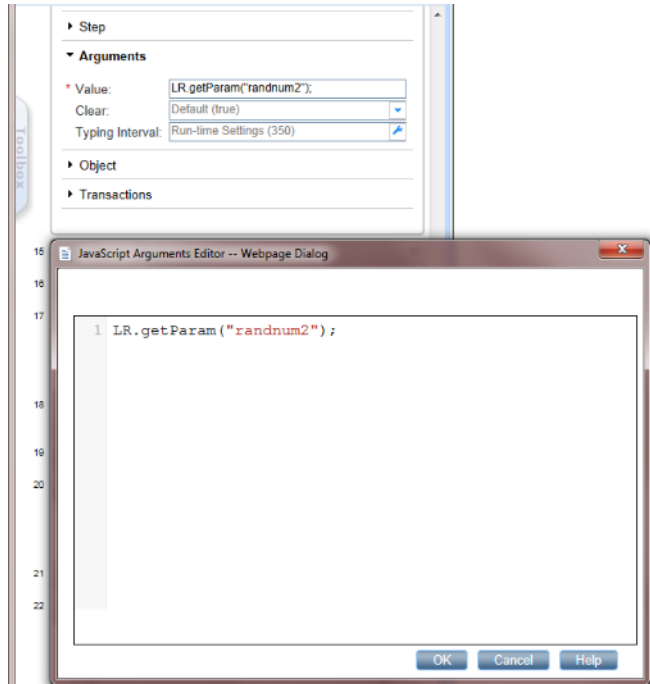 Step
Arguments
* Value: LR.getParam("randnum2");
Clear: Default (true)
Typing Interval: Run-time Settings (350)
Object
Transactions
Toolbox
15
JavaScript Arguments Editor -- Webpage Dialog
16
17
1 LR.getParam("randnum2");
18
19
20
21
22
OK Cancel Help